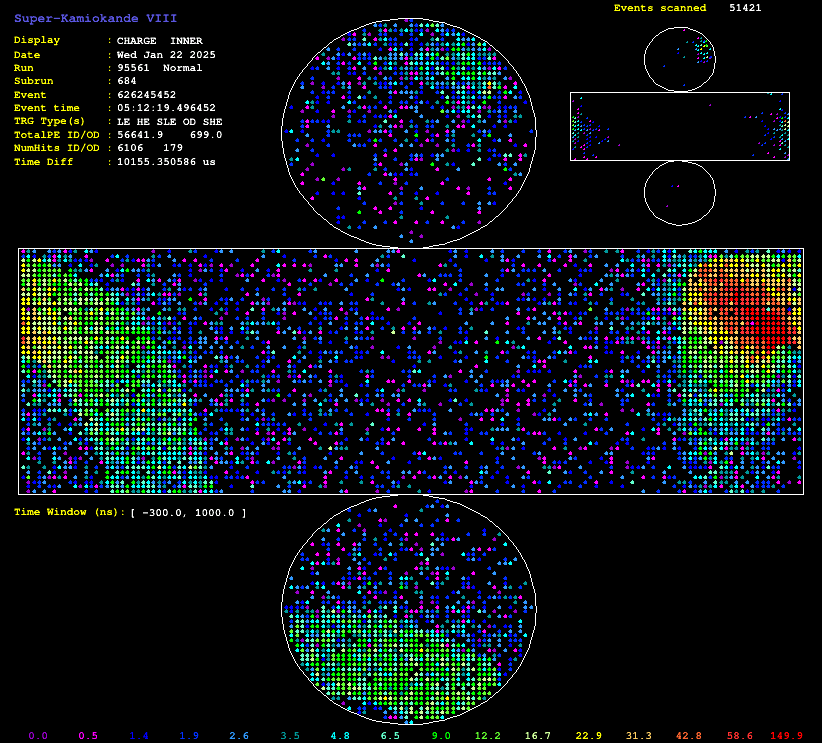 Super-Kamiokande VIII
Events scanned 51421
Display : CHARGE INNER
Date : Wed Jan 22 2025
Run : 95561 Normal
Subrun : 684
Event : 626245452
Event time : 05:12:19.496452
TRG Type(s) : LE HE SLE OD SHE
TotalPE ID/OD : 56641.9 699.0
NumHits ID/OD : 6106 179
Time Diff : 10155.350586 us
Time Window (ns): [ -300.0, 1000.0 ]
0.0 0.5 1.4 1.9 2.6 3.5 4.8 6.5 9.0 12.2 16.7 22.9 31.3 42.8 58.6 149.9